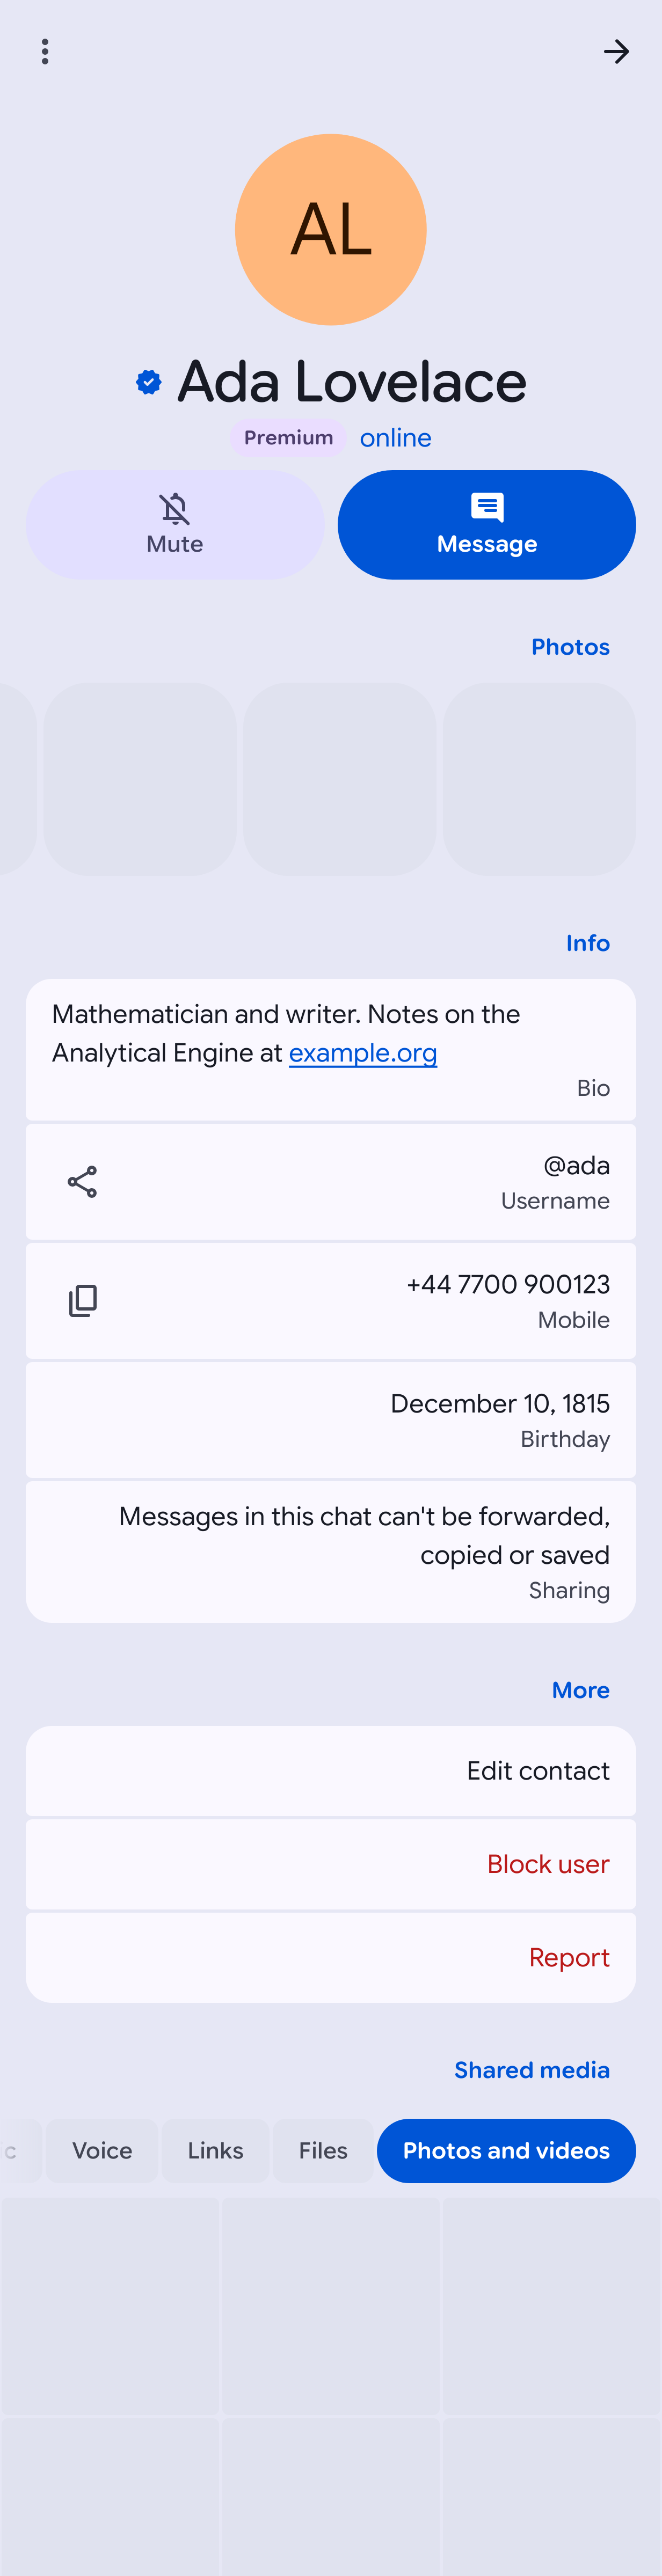 AL
Ada Lovelace
Premium online
Mute
Message
Photos
Info
Mathematician and writer. Notes on the
Analytical Engine at example.org
Bio
@ada
Username
+44 7700 900123
Mobile
December 10, 1815
Birthday
Messages in this chat can't be forwarded,
copied or saved
Sharing
More
Edit contact
Block user
Report
Shared media
Photos and videos
Files
Links
Voice